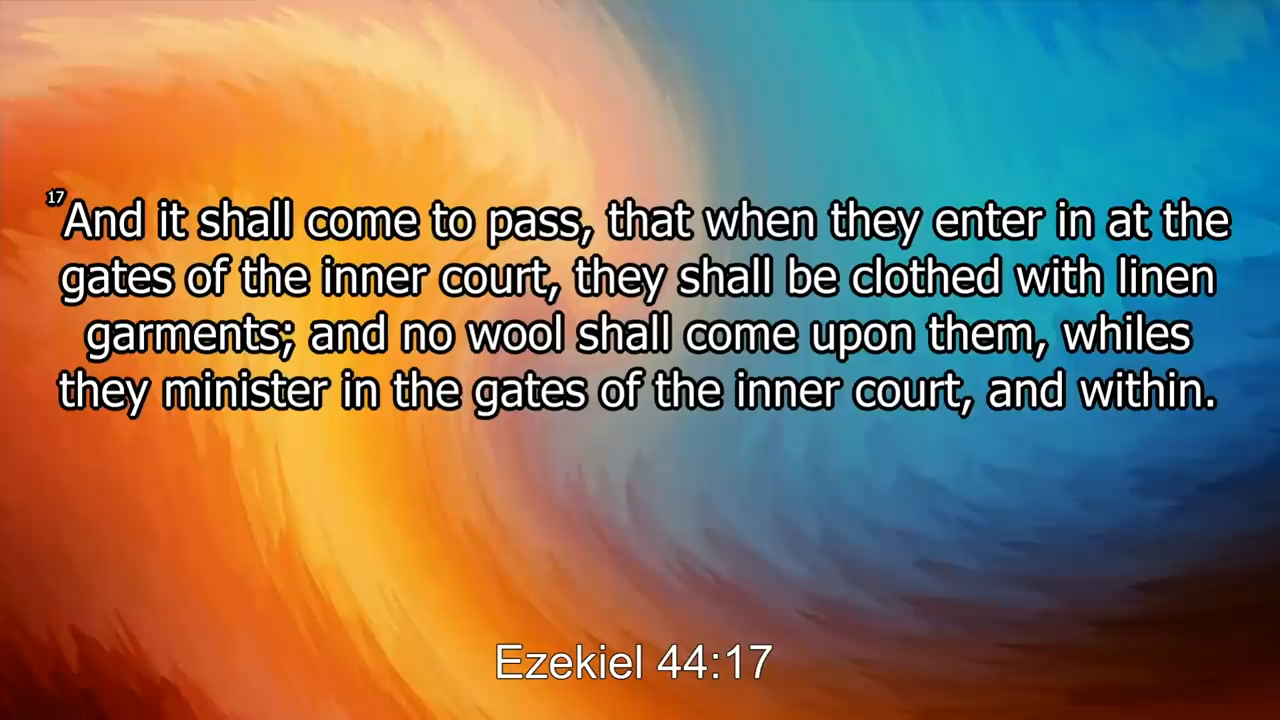 17And it shall come to pass, that when they enter in at the
gates of the inner court, they shall be clothed with linen
garments; and no wool shall come upon them, whiles
they minister in the gates of the inner court, and within.
Ezekiel 44:17